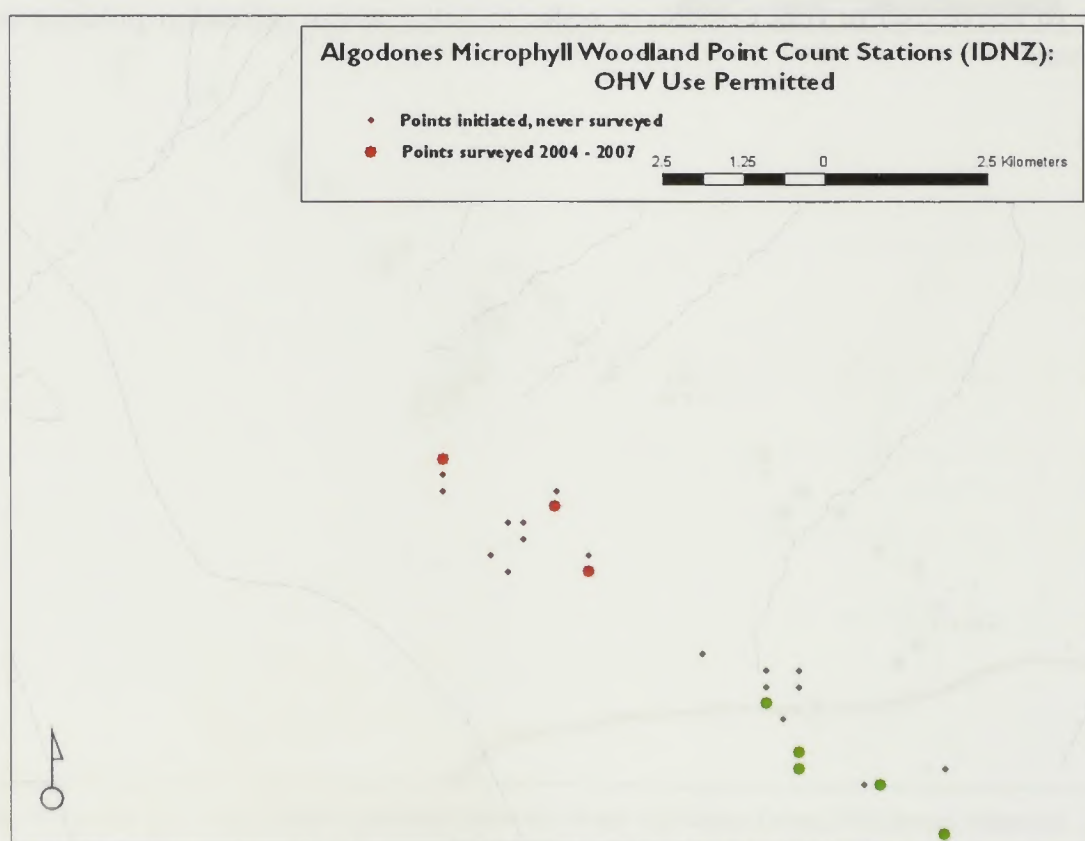 Algodones Microphyll Woodland Point Count Stations (IDNZ):
OHV Use Permitted
Points initiated, never surveyed
Points surveyed 2004 - 2007
2.5 1.25 0 2.5 Kilometers